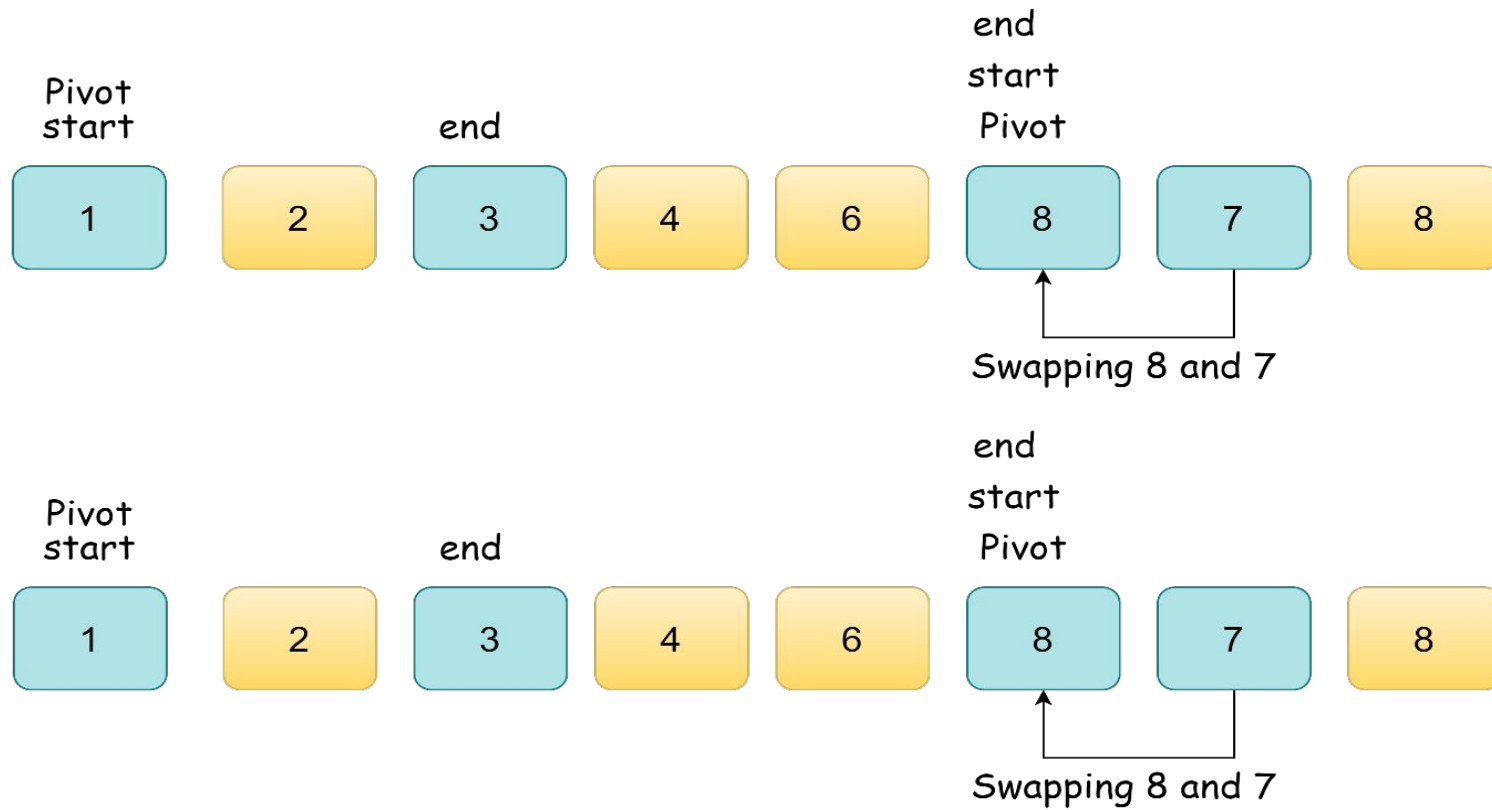 end
start
Pivot
Pivot
start
end
1 2 3 4 6 8 7 8
Swapping 8 and 7
end
start
Pivot
Pivot
start
end
1 2 3 4 6 8 7 8
Swapping 8 and 7